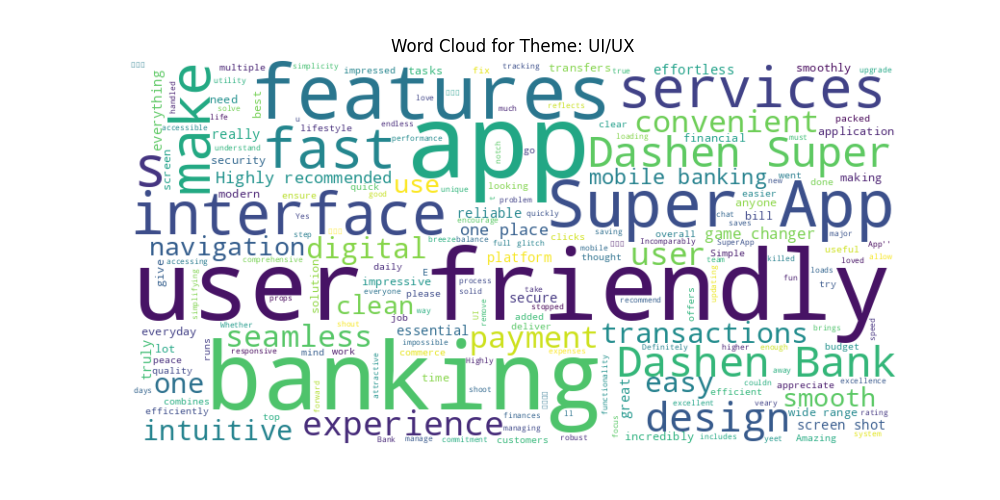 Word Cloud for Theme: UI/UX
multiple simplicity impressed tasks fix tracking transfers true effortless smoothly upgrade
everything utility make features services
handled need solve best love much reflects clear convenient packed
accessible life u lifestyle endless app loading financial must application
really understand fast performance notch go Dashen Super
screen security Highly recommended use unique looking mobile banking went done making
s modern ensure quick good problem Super App easier new
interface Yes reliable quickly encourage one place saving anyone chat bill saves major
step breezebalance full glitch clicks mobile overall game changer
navigation digital platform thought user Incomparably SuperApp useful App'' allow
give accessing comprehensive solution daily E impressive process solid Simple team killed loved fun loads try
simplifying user friendly
props clean everyone please way take secure stopped recommend updating offers
everyday Whether job essential added deliver UI remove transactions brings speed
truly lot runs seamless shout impossible payment Definitely higher enough budget
peace quality responsive mind work commerce Highly expenses Dashen Bank
days one banking attractive time shoot functionality away couldn appreciate excellence
combines forward great easy efficient smooth
efficiently top experience finances ll excellent veary design wide range rating
intuitive managing focus screen shot
Bank manage commitment customers robust incredibly includes yeet Amazing system